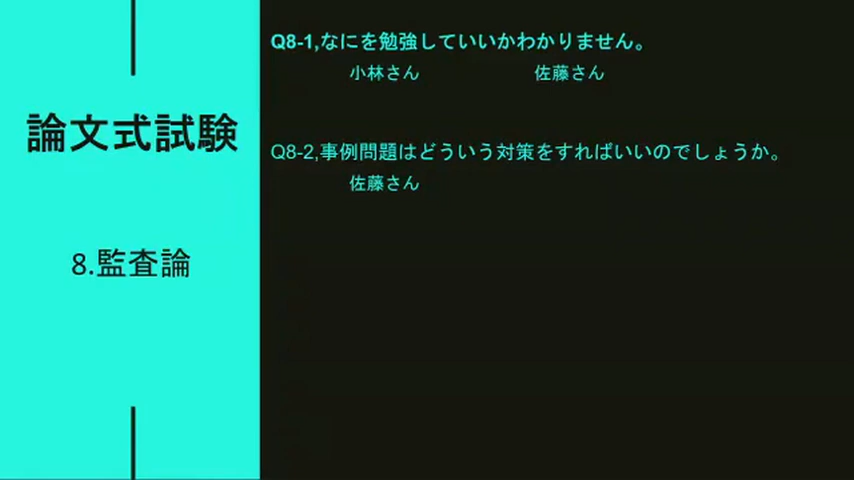 論文式試験
8.監査論
Q8-1,なにを勉強していいかわかりません。
小林さん 佐藤さん
Q8-2,事例問題はどういう対策をすればいいのでしょうか。
佐藤さん